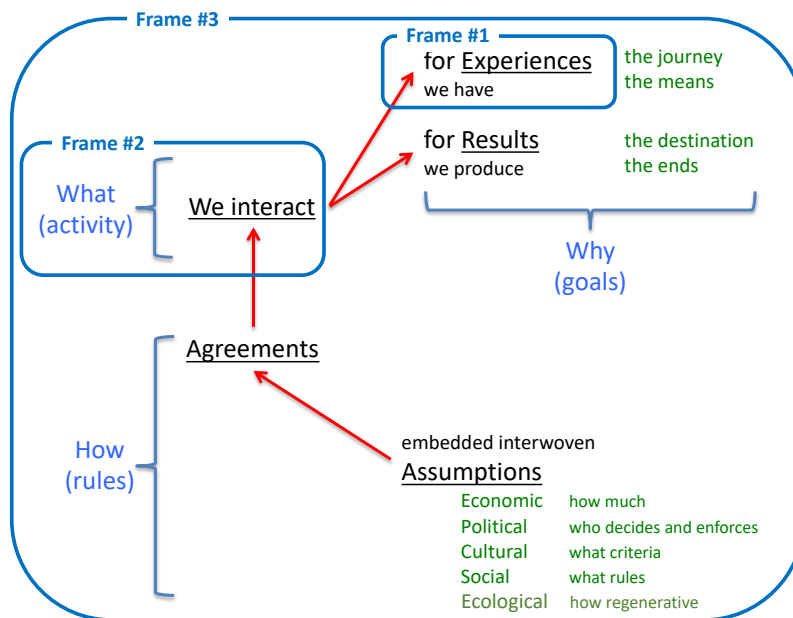 Frame #3
Frame #1
for Experiences
we have
the journey
the means
for Results
we produce
the destination
the ends
Frame #2
What
(activity)
We interact
Why
(goals)
Agreements
How
(rules)
embedded interwoven
Assumptions
Economic how much
Political who decides and enforces
Cultural what criteria
Social what rules
Ecological how regenerative